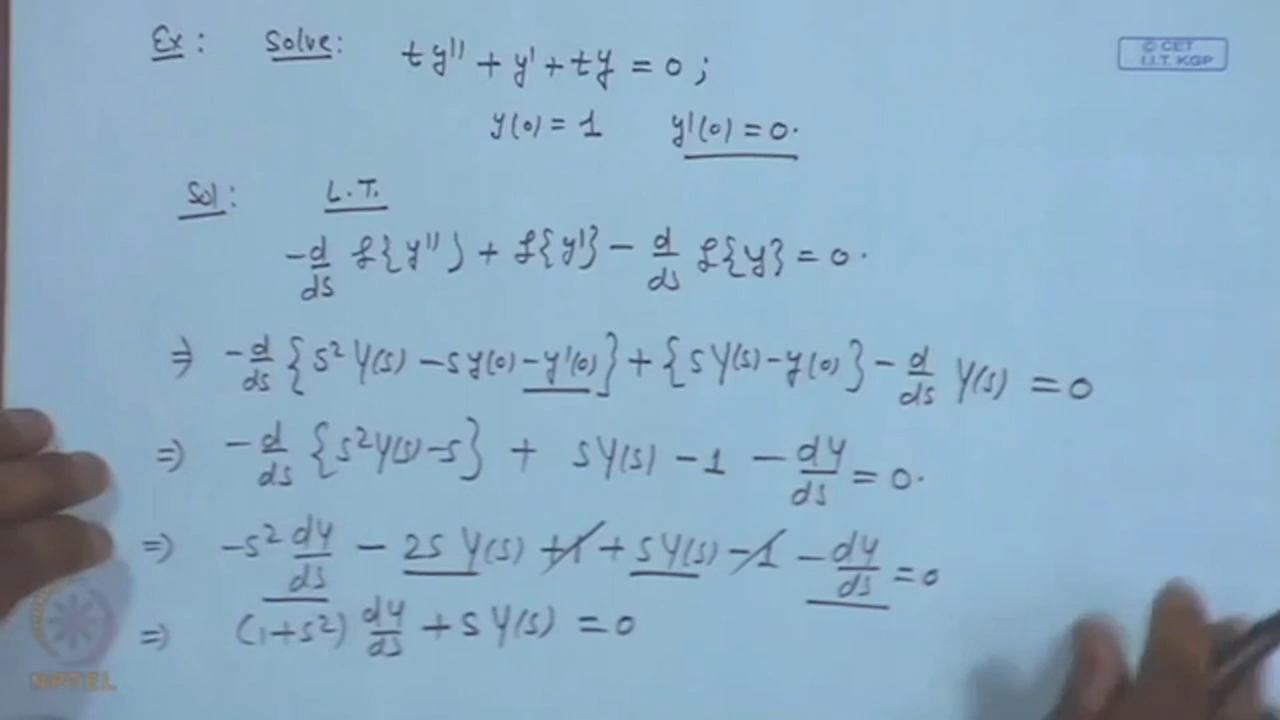 Ex: Solve: ty'' + y' + ty = 0;
© CET
I.I.T. KGP
y(0) = 1 y'(0) = 0.
Sol: L.T.
-d/ds ℒ{y''} + ℒ{y'} - d/ds ℒ{y} = 0.
⇒ -d/ds {s² Y(s) - sy(0) - y'(0)} + {sY(s) - y(0)} - d/ds Y(s) = 0
⇒ -d/ds {s²Y(s) - s} + sY(s) - 1 - dY/ds = 0.
⇒ -s² dY/ds - 2s Y(s) + 1 + sY(s) - 1 - dY/ds = 0
⇒ (1+s²) dY/ds + s Y(s) = 0
NPTEL